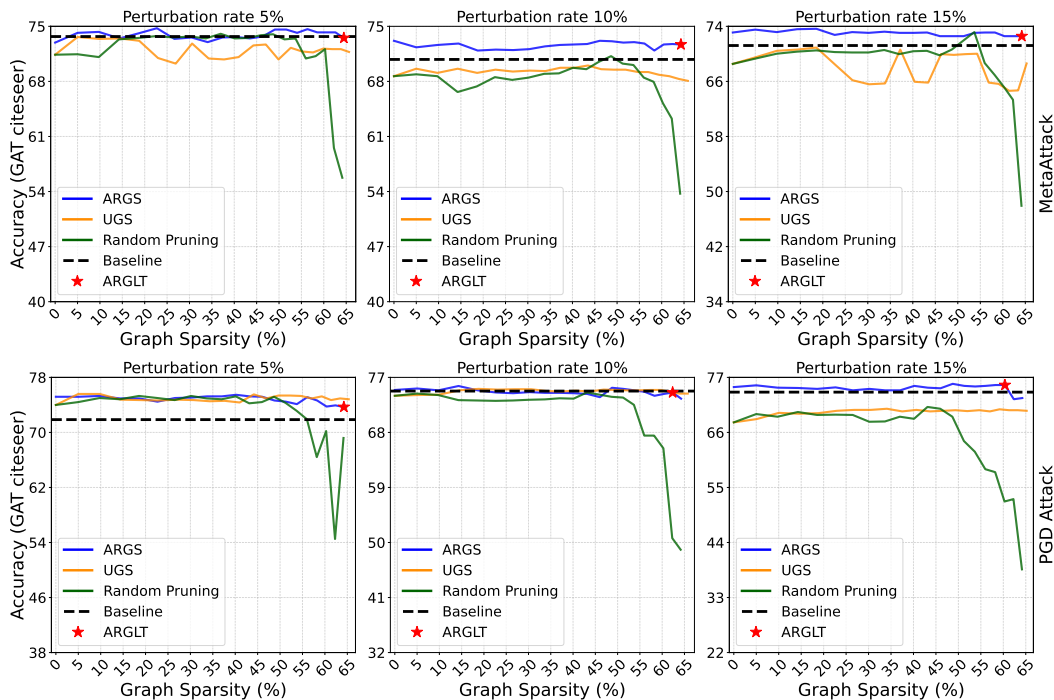 Perturbation rate 5%
Accuracy (GAT citeseer)
75
68
61
54
47
40
ARGS
UGS
Random Pruning
Baseline
ARGLT
0 5 10 15 20 25 30 35 40 45 50 55 60 65
Graph Sparsity (%)
Perturbation rate 10%
75
68
61
54
47
40
ARGS
UGS
Random Pruning
Baseline
ARGLT
0 5 10 15 20 25 30 35 40 45 50 55 60 65
Graph Sparsity (%)
Perturbation rate 15%
74
66
58
50
42
34
ARGS
UGS
Random Pruning
Baseline
ARGLT
0 5 10 15 20 25 30 35 40 45 50 55 60 65
Graph Sparsity (%)
MetaAttack
Perturbation rate 5%
Accuracy (GAT citeseer)
78
70
62
54
46
38
ARGS
UGS
Random Pruning
Baseline
ARGLT
0 5 10 15 20 25 30 35 40 45 50 55 60 65
Graph Sparsity (%)
Perturbation rate 10%
77
68
59
50
41
32
ARGS
UGS
Random Pruning
Baseline
ARGLT
0 5 10 15 20 25 30 35 40 45 50 55 60 65
Graph Sparsity (%)
Perturbation rate 15%
77
66
55
44
33
22
ARGS
UGS
Random Pruning
Baseline
ARGLT
0 5 10 15 20 25 30 35 40 45 50 55 60 65
Graph Sparsity (%)
PGD Attack